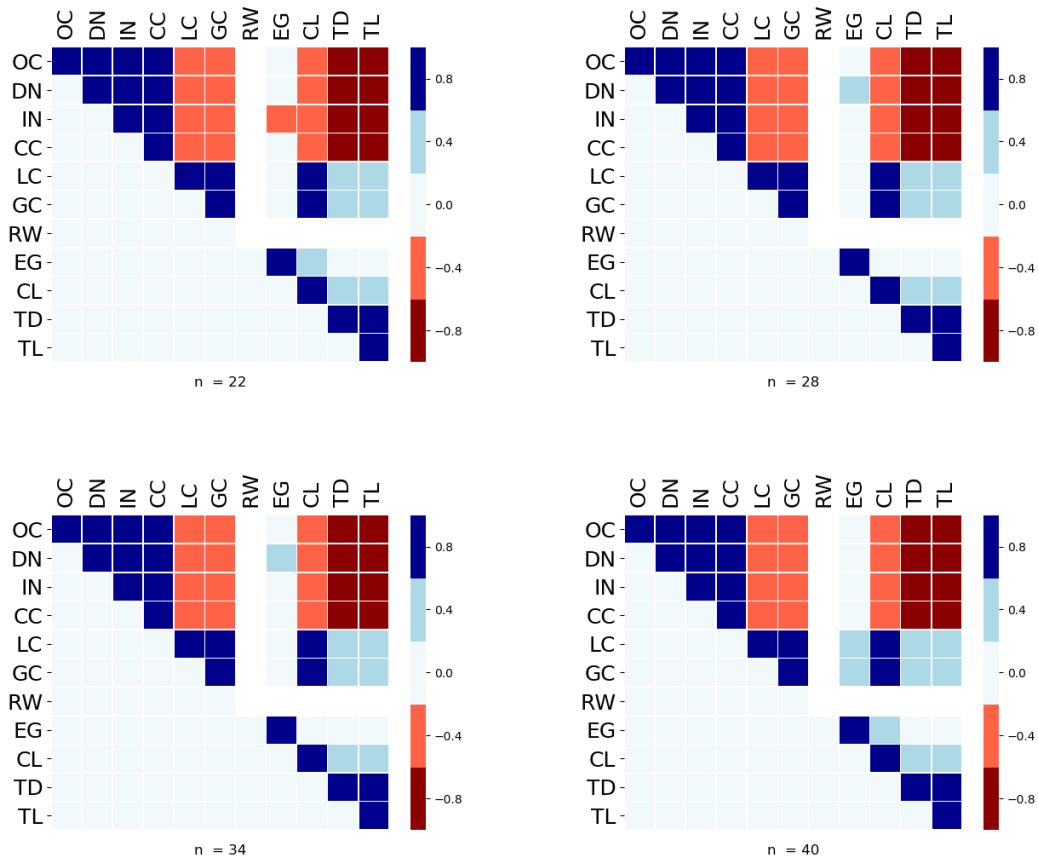 OC DN IN CC LC GC RW EG CL TD TL
OC
DN
IN
CC
LC
GC
RW
EG
CL
TD
TL
0.8
0.4
0.0
−0.4
−0.8
n = 22
OC DN IN CC LC GC RW EG CL TD TL
OC
DN
IN
CC
LC
GC
RW
EG
CL
TD
TL
0.8
0.4
0.0
−0.4
−0.8
n = 28
OC DN IN CC LC GC RW EG CL TD TL
OC
DN
IN
CC
LC
GC
RW
EG
CL
TD
TL
0.8
0.4
0.0
−0.4
−0.8
n = 34
OC DN IN CC LC GC RW EG CL TD TL
OC
DN
IN
CC
LC
GC
RW
EG
CL
TD
TL
0.8
0.4
0.0
−0.4
−0.8
n = 40